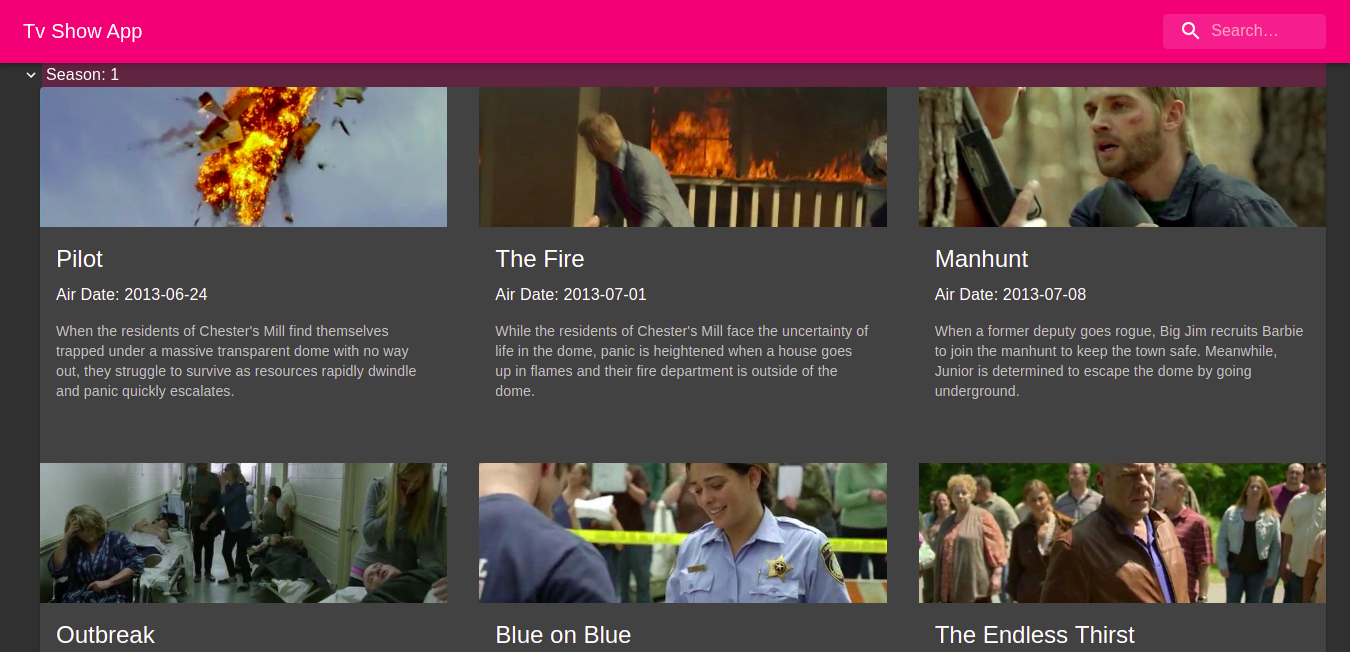 Tv Show App
Search…
Season: 1
Pilot
Air Date: 2013-06-24
When the residents of Chester's Mill find themselves
trapped under a massive transparent dome with no way
out, they struggle to survive as resources rapidly dwindle
and panic quickly escalates.
The Fire
Air Date: 2013-07-01
While the residents of Chester's Mill face the uncertainty of
life in the dome, panic is heightened when a house goes
up in flames and their fire department is outside of the
dome.
Manhunt
Air Date: 2013-07-08
When a former deputy goes rogue, Big Jim recruits Barbie
to join the manhunt to keep the town safe. Meanwhile,
Junior is determined to escape the dome by going
underground.
Outbreak
Blue on Blue
The Endless Thirst